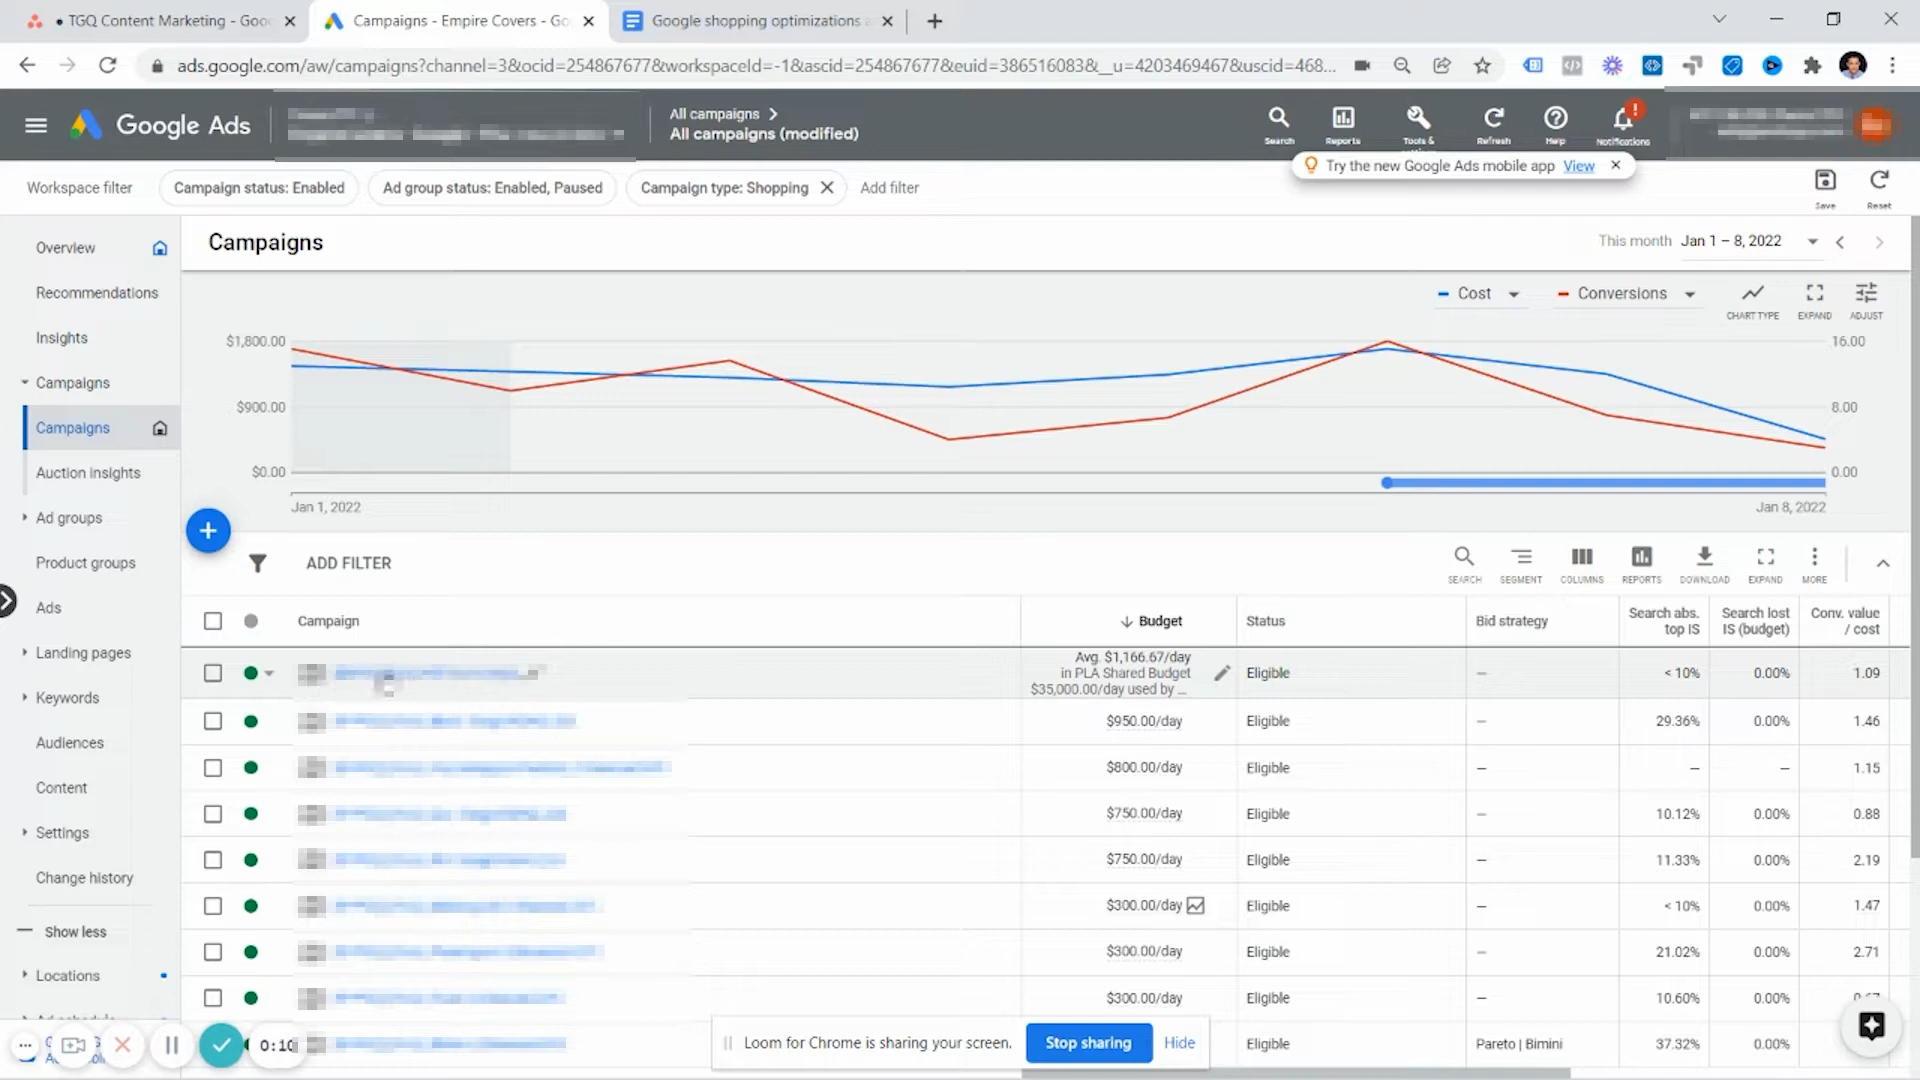 TGQ Content Marketing - Goo
Campaigns - Empire Covers - Go
Google shopping optimizations a
ads.google.com/aw/campaigns?channel=3&ocid=254867677&workspaceId=-1&ascid=254867677&euid=386516083&__u=4203469467&uscid=468...
Google Ads
All campaigns
All campaigns (modified)
Search
Reports
Tools &
Refresh
Help
Notifications
Try the new Google Ads mobile app View
Workspace filter
Campaign status: Enabled
Ad group status: Enabled, Paused
Campaign type: Shopping
Add filter
Save
Reset
Overview
Recommendations
Insights
Campaigns
Campaigns
Auction insights
Ad groups
Product groups
Ads
Landing pages
Keywords
Audiences
Content
Settings
Change history
Show less
Locations
Campaigns
This month Jan 1 – 8, 2022
Cost
Conversions
CHART TYPE
EXPAND
ADJUST
$1,800.00
$900.00
$0.00
16.00
8.00
0.00
Jan 1, 2022
Jan 8, 2022
ADD FILTER
SEARCH
SEGMENT
COLUMNS
REPORTS
DOWNLOAD
EXPAND
MORE
Campaign
Budget
Status
Bid strategy
Search abs. top IS
Search lost IS (budget)
Conv. value / cost
Avg. $1,166.67/day
in PLA Shared Budget
$35,000.00/day used by ...
Eligible – < 10% 0.00% 1.09
$950.00/day Eligible – 29.36% 0.00% 1.46
$800.00/day Eligible – – – 1.15
$750.00/day Eligible – 10.12% 0.00% 0.88
$750.00/day Eligible – 11.33% 0.00% 2.19
$300.00/day Eligible – < 10% 0.00% 1.47
$300.00/day Eligible – 21.02% 0.00% 2.71
$300.00/day Eligible – 10.60% 0.00%
Eligible Pareto | Bimini 37.32% 0.00%
0:10
Loom for Chrome is sharing your screen.
Stop sharing
Hide